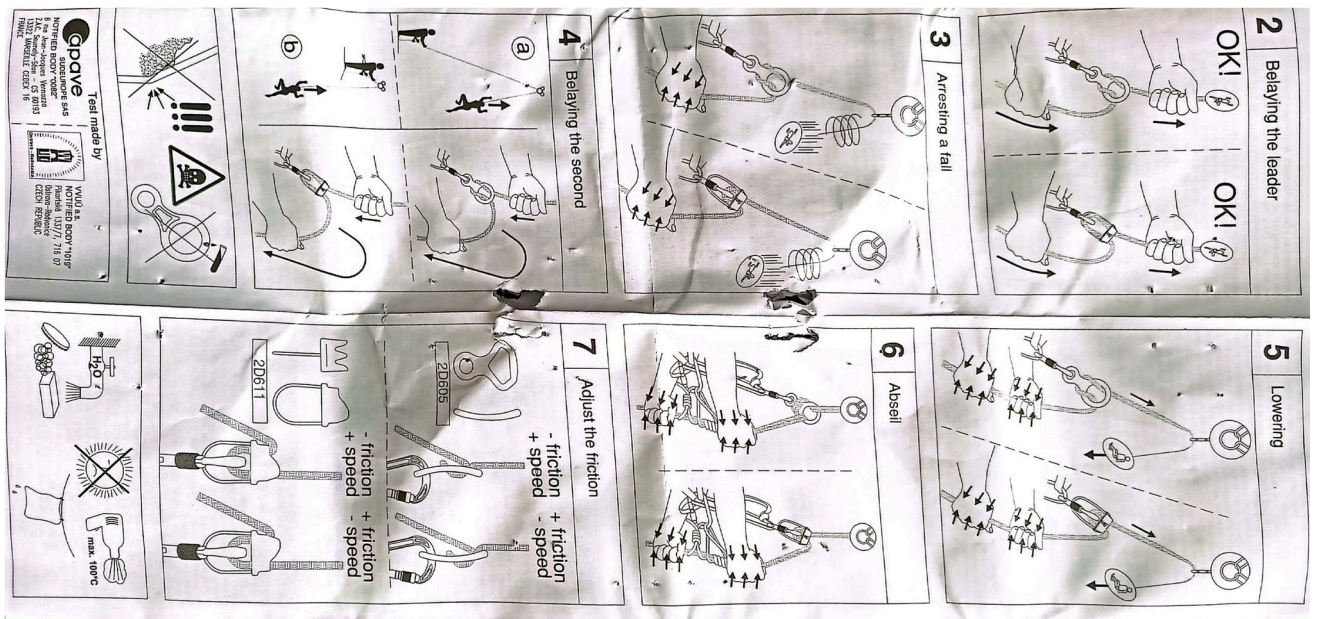 2 Belaying the leader
OK! OK!
3 Arresting a fall
4 Belaying the second
a
b
!!!
Test made by
apave
SUDEUROPE SAS
NOTIFIED BODY "0082"
8 rue Jean-Jacques Vernazza
Z.A.C. Saumaty-Séon - CS 60193
13322 MARSEILLE CEDEX 16
FRANCE
VVUÚ a.s.
NOTIFIED BODY "1019"
Pikartská 1337/7, 716 07
Ostrava-Radvanice
CZECH REPUBLIC
5 Lowering
6 Abseil
7 Adjust the friction
- friction + friction
+ speed - speed
2D605
- friction + friction
+ speed - speed
2D611
H2O
max. 100°C